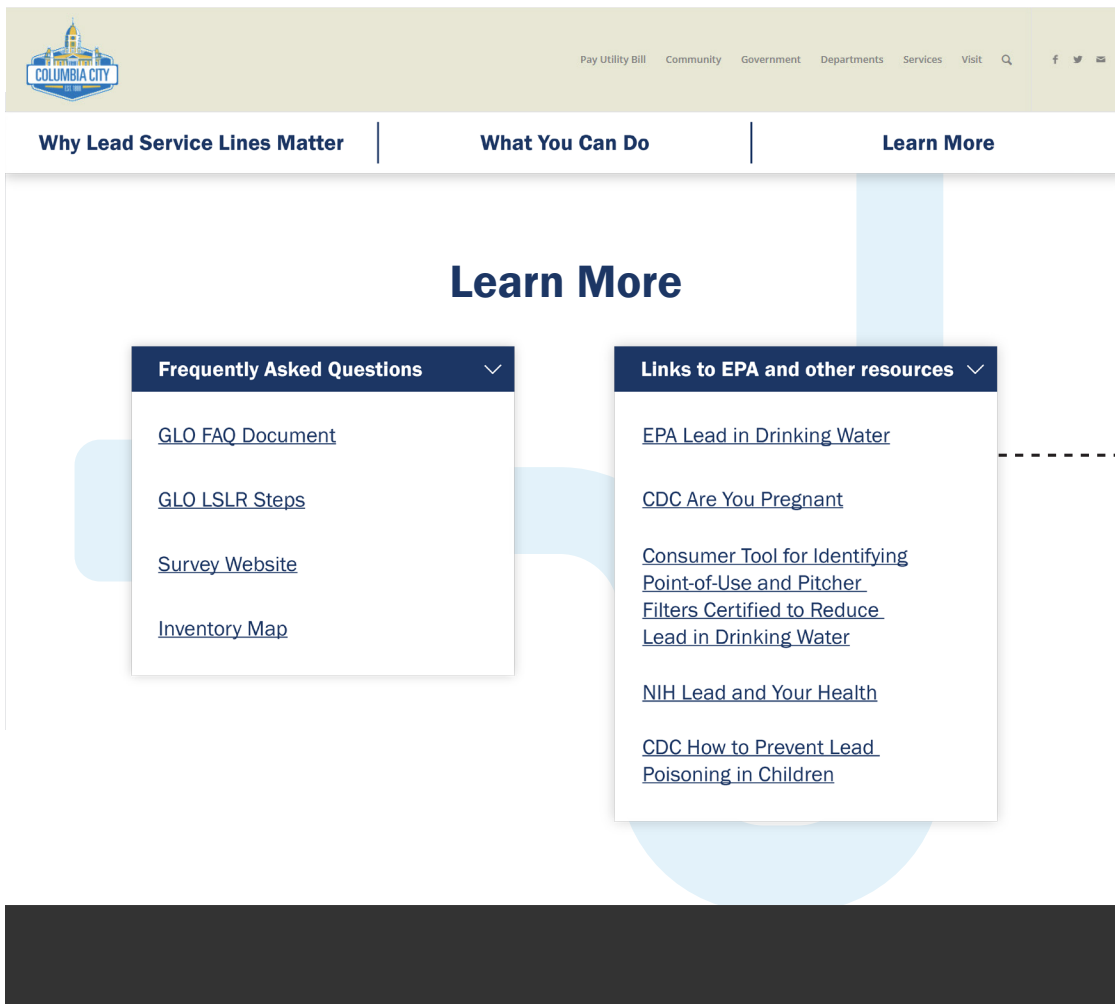 COLUMBIA CITY
EST. 1888
Pay Utility Bill Community Government Departments Services Visit
Why Lead Service Lines Matter
What You Can Do
Learn More
Learn More
Frequently Asked Questions
GLO FAQ Document
GLO LSLR Steps
Survey Website
Inventory Map
Links to EPA and other resources
EPA Lead in Drinking Water
CDC Are You Pregnant
Consumer Tool for Identifying
Point-of-Use and Pitcher
Filters Certified to Reduce
Lead in Drinking Water
NIH Lead and Your Health
CDC How to Prevent Lead
Poisoning in Children